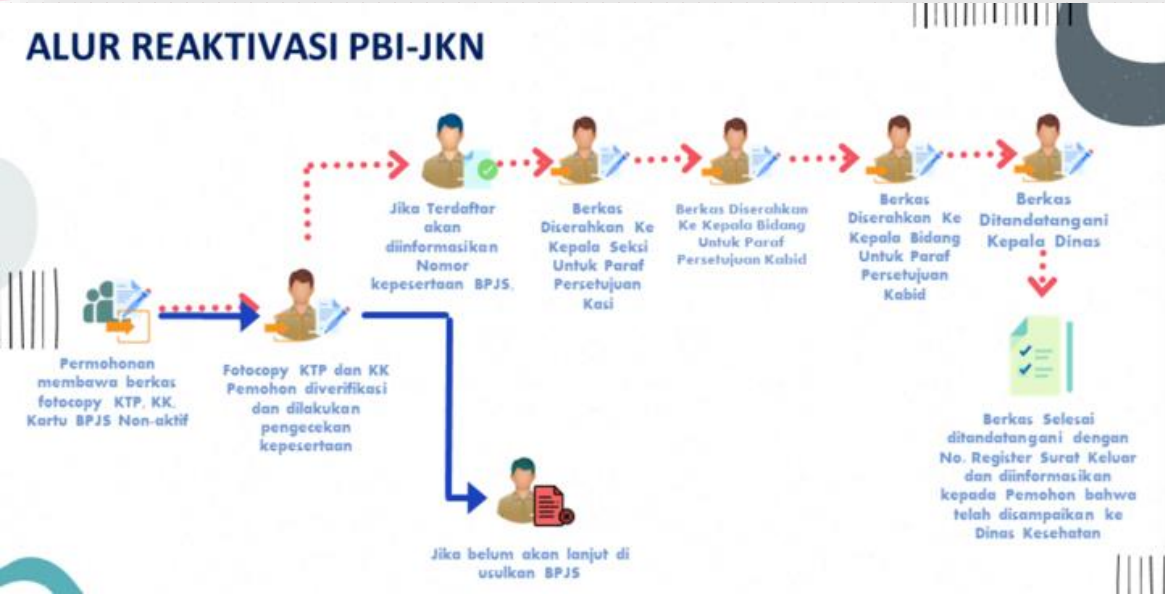 ALUR REAKTIVASI PBI-JKN
Permohonan
membawa berkas
fotocopy KTP, KK,
Kartu BPJS Non-aktif
Fotocopy KTP dan KK
Pemohon diverifikasi
dan dilakukan
pengecekan
kepesertaan
Jika Terdaftar
akan
diinformasikan
Nomor
kepesertaan BPJS.
Berkas
Diserahkan Ke
Kepala Seksi
Untuk Paraf
Persetujuan
Kasi
Berkas Diserahkan
Ke Kepala Bidang
Untuk Paraf
Persetujuan Kabid
Berkas
Diserahkan Ke
Kepala Bidang
Untuk Paraf
Persetujuan
Kabid
Berkas
Ditandatangani
Kepala Dinas
Berkas Selesai
ditandatangani dengan
No. Register Surat Keluar
dan diinformasikan
kepada Pemohon bahwa
telah disampaikan ke
Dinas Kesehatan
Jika belum akan lanjut di
usulkan BPJS